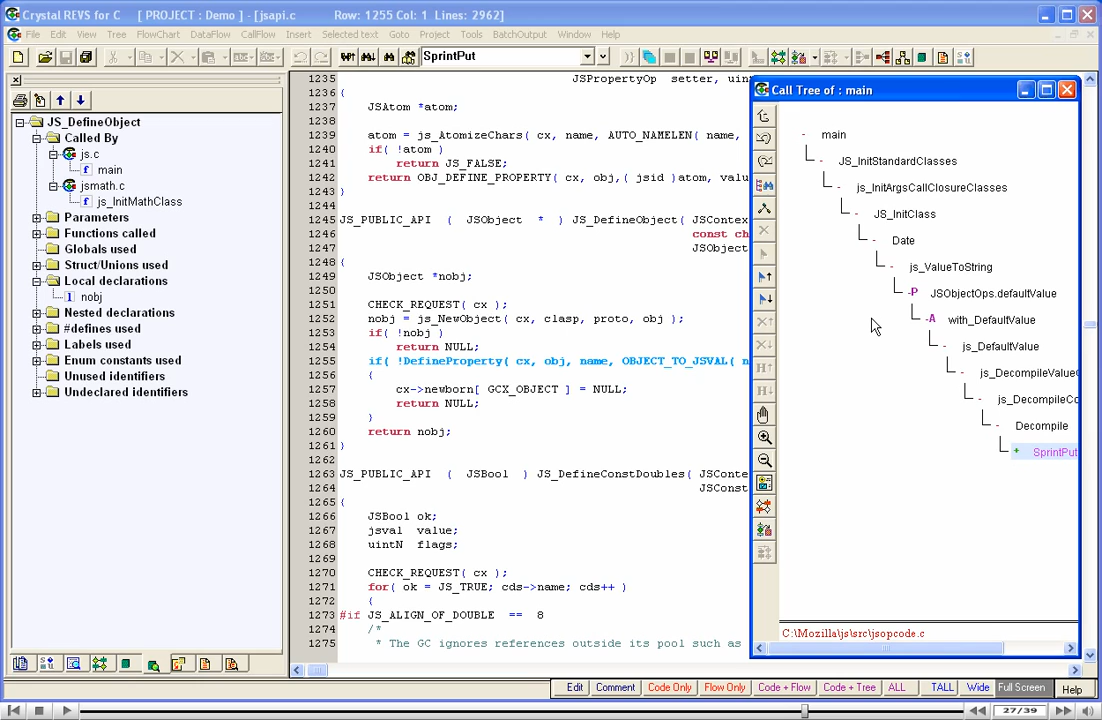 Crystal REVS for C [ PROJECT : Demo ] - [jsapi.c Row: 1255 Col: 1 Lines: 2962]
File Edit View Tree FlowChart DataFlow CallFlow Insert Selected text Goto Project Tools BatchOutput Window Help
SprintPut
JS_DefineObject
Called By
js.c
main
jsmath.c
js_InitMathClass
Parameters
Functions called
Globals used
Struct/Unions used
Local declarations
nobj
Nested declarations
#defines used
Labels used
Enum constants used
Unused identifiers
Undeclared identifiers
1235 JSPropertyOp setter, uin
1236 {
1237 JSAtom *atom;
1238
1239 atom = js_AtomizeChars( cx, name, AUTO_NAMELEN( name,
1240 if( !atom )
1241 return JS_FALSE;
1242 return OBJ_DEFINE_PROPERTY( cx, obj,( jsid )atom, valu
1243 }
1244
1245 JS_PUBLIC_API ( JSObject * ) JS_DefineObject( JSContex
1246 const ch
1247 JSObject
1248 {
1249 JSObject *nobj;
1250
1251 CHECK_REQUEST( cx );
1252 nobj = js_NewObject( cx, clasp, proto, obj );
1253 if( !nobj )
1254 return NULL;
1255 if( !DefineProperty( cx, obj, name, OBJECT_TO_JSVAL( n
1256 {
1257 cx->newborn[ GCX_OBJECT ] = NULL;
1258 return NULL;
1259 }
1260 return nobj;
1261 }
1262
1263 JS_PUBLIC_API ( JSBool ) JS_DefineConstDoubles( JSConte
1264 JSConst
1265 {
1266 JSBool ok;
1267 jsval value;
1268 uintN flags;
1269
1270 CHECK_REQUEST( cx );
1271 for( ok = JS_TRUE; cds->name; cds++ )
1272 {
1273 #if JS_ALIGN_OF_DOUBLE == 8
1274 /*
1275 * The GC ignores references outside its pool such as
Call Tree of : main
- main
- JS_InitStandardClasses
- js_InitArgsCallClosureClasses
- JS_InitClass
- Date
- js_ValueToString
-P JSObjectOps.defaultValue
-A with_DefaultValue
- js_DefaultValue
- js_DecompileValue
- js_DecompileCo
- Decompile
+ SprintPut
C:\Mozilla\js\src\jsopcode.c
Edit Comment Code Only Flow Only Code + Flow Code + Tree ALL TALL Wide Full Screen Help
27/39